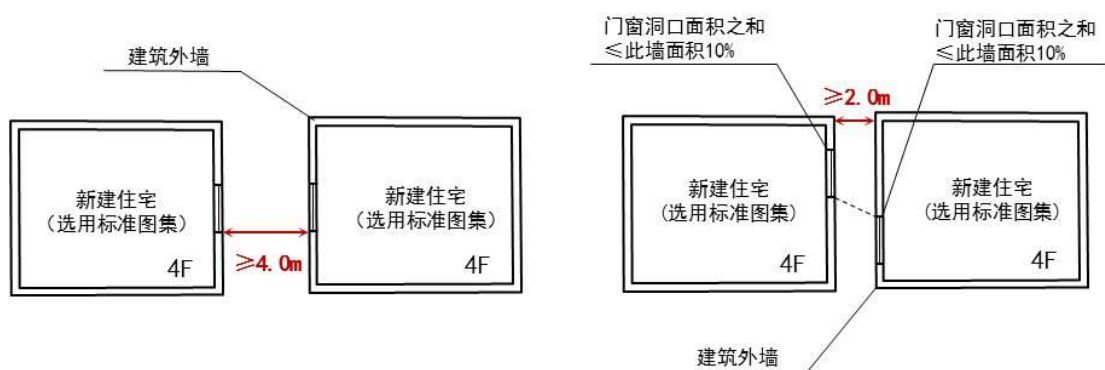 建筑外墙
≥4.0m
新建住宅
（选用标准图集）
4F
新建住宅
（选用标准图集）
4F
门窗洞口面积之和
≤此墙面积10%
门窗洞口面积之和
≤此墙面积10%
≥2.0m
新建住宅
(选用标准图集）
4F
新建住宅
(选用标准图集）
4F
建筑外墙